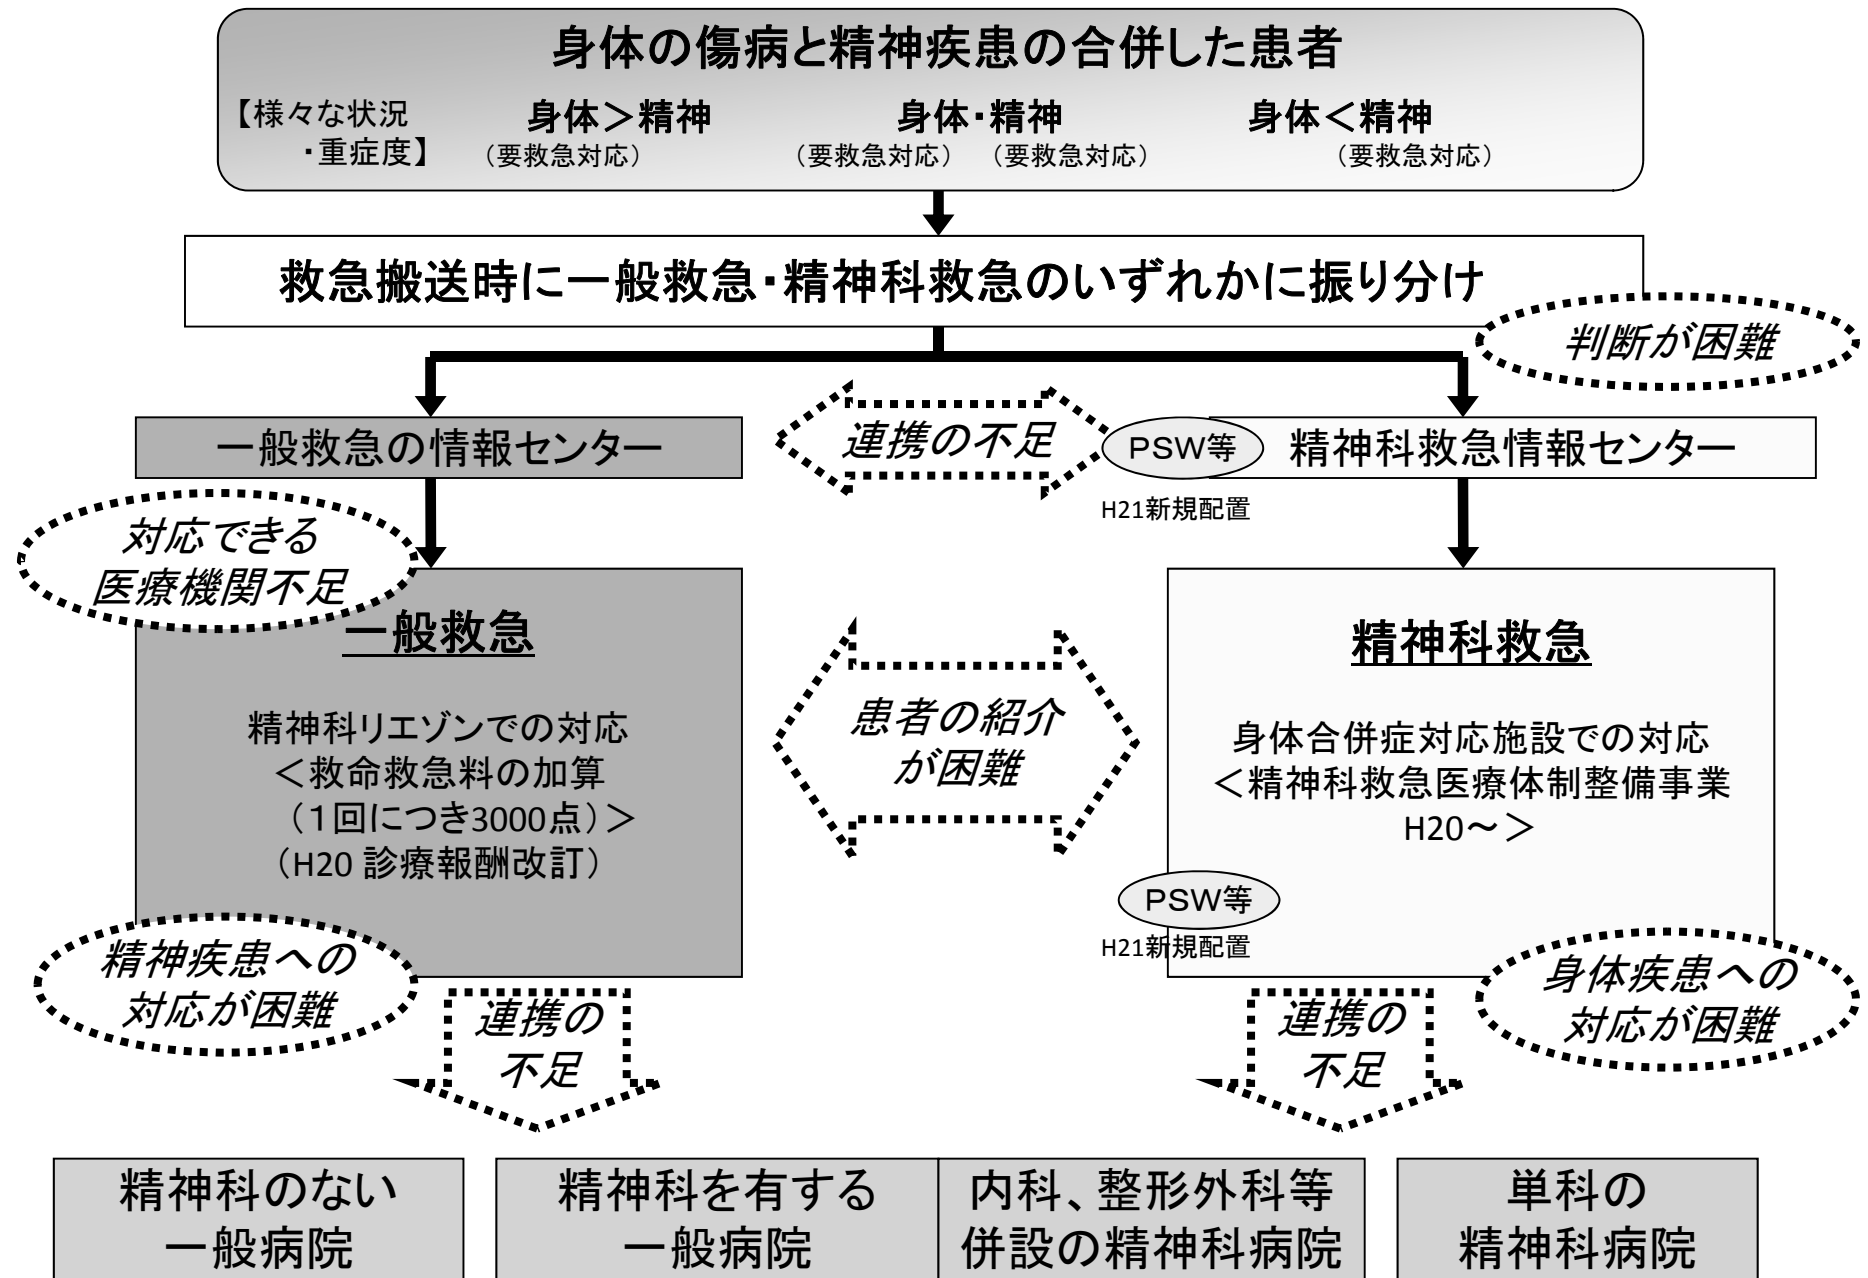 身体の傷病と精神疾患の合併した患者
【様々な状況
・重症度】
身体＞精神
（要救急対応）
身体・精神
（要救急対応）　（要救急対応）
身体＜精神
（要救急対応）
救急搬送時に一般救急・精神科救急のいずれかに振り分け
判断が困難
一般救急の情報センター
連携の不足
PSW等
H21新規配置
精神科救急情報センター
対応できる
医療機関不足
一般救急
精神科リエゾンでの対応
＜救命救急料の加算
（１回につき3000点）＞
（H20 診療報酬改訂）
患者の紹介
が困難
精神科救急
身体合併症対応施設での対応
＜精神科救急医療体制整備事業
H20～＞
PSW等
H21新規配置
精神疾患への
対応が困難
連携の
不足
連携の
不足
身体疾患への
対応が困難
精神科のない
一般病院
精神科を有する
一般病院
内科、整形外科等
併設の精神科病院
単科の
精神科病院